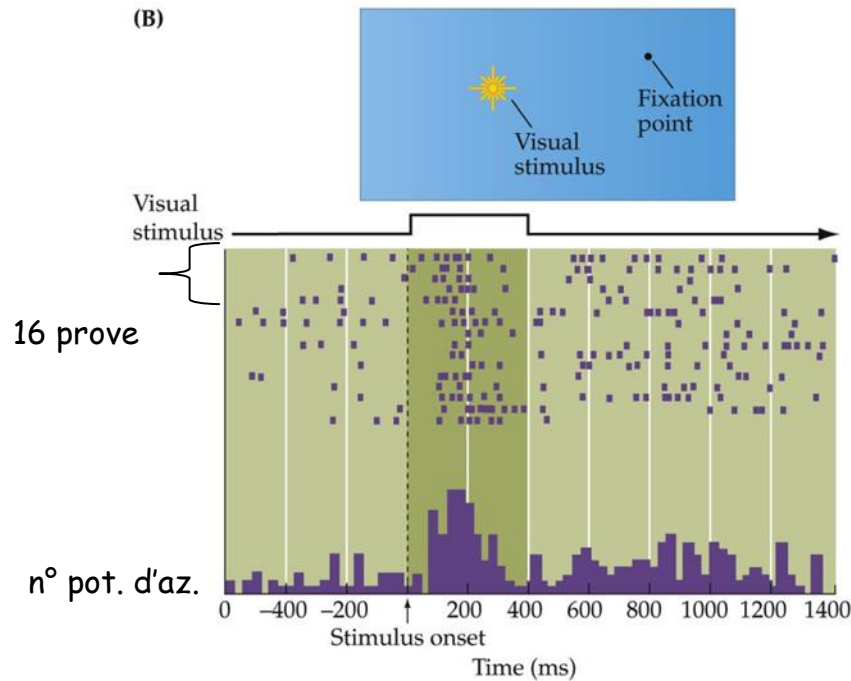 (B)
Fixation
point
Visual
stimulus
Visual
stimulus
16 prove
n° pot. d'az.
0 –400 –200 200 400 600 800 1000 1200 1400
Stimulus onset
Time (ms)